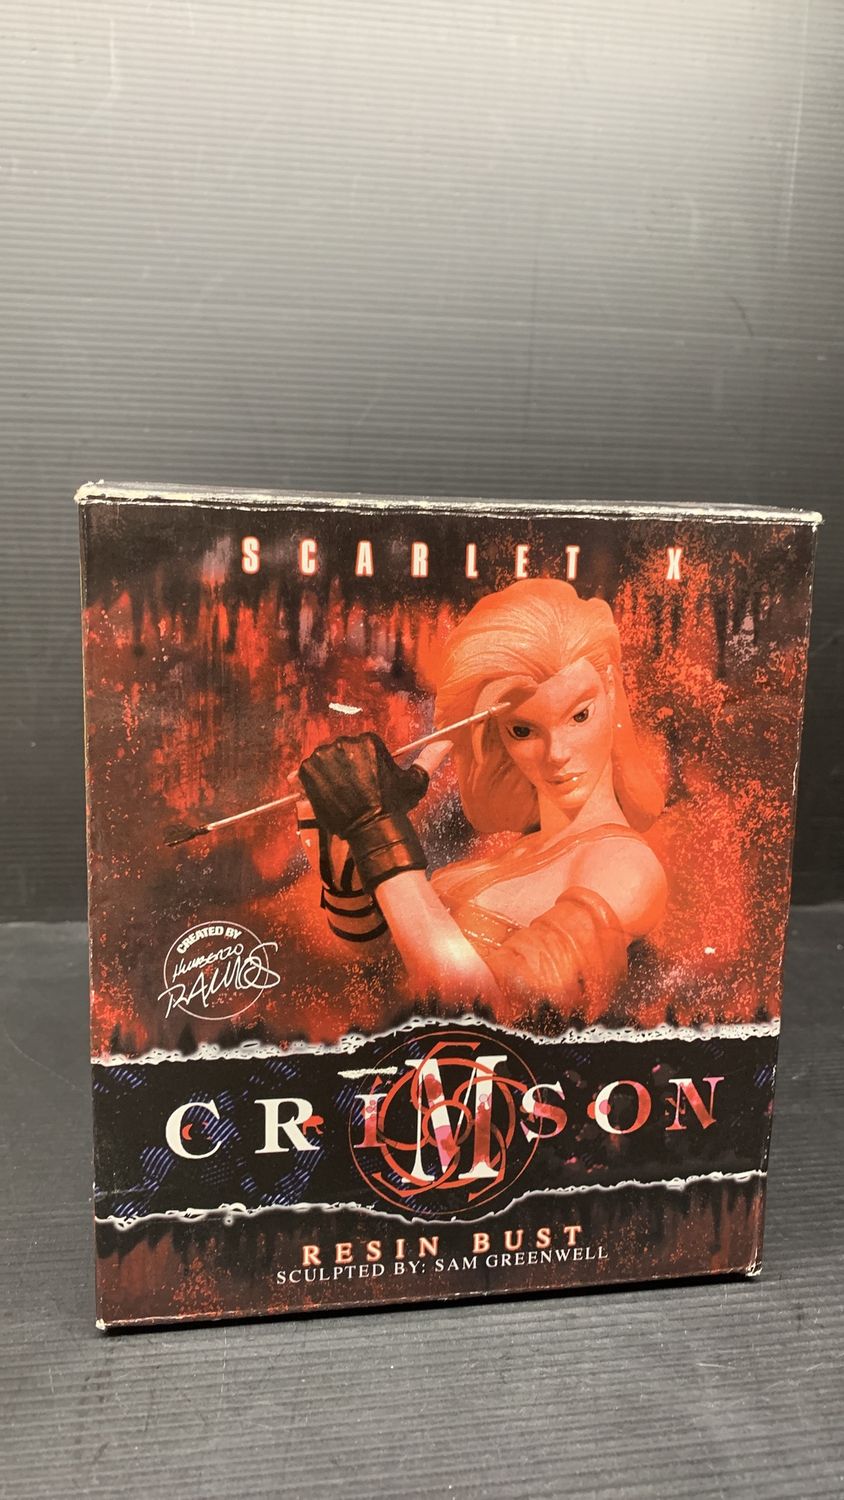 SCARLET X
CREATED BY
HUMBERTO
RAMOS
CRIMSON
RESIN BUST
SCULPTED BY: SAM GREENWELL